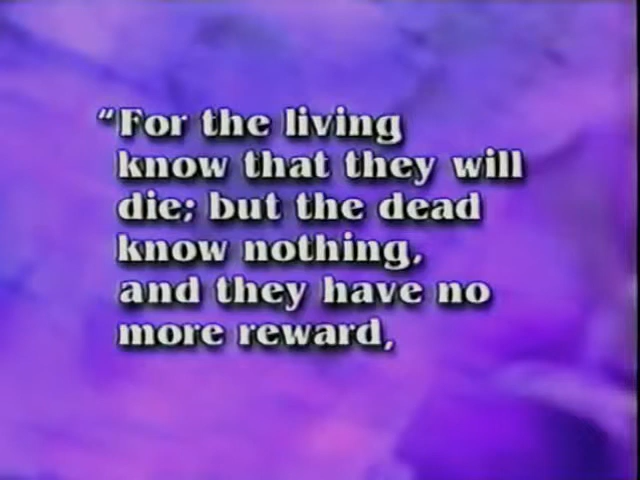 “For the living
know that they will
die; but the dead
know nothing,
and they have no
more reward,